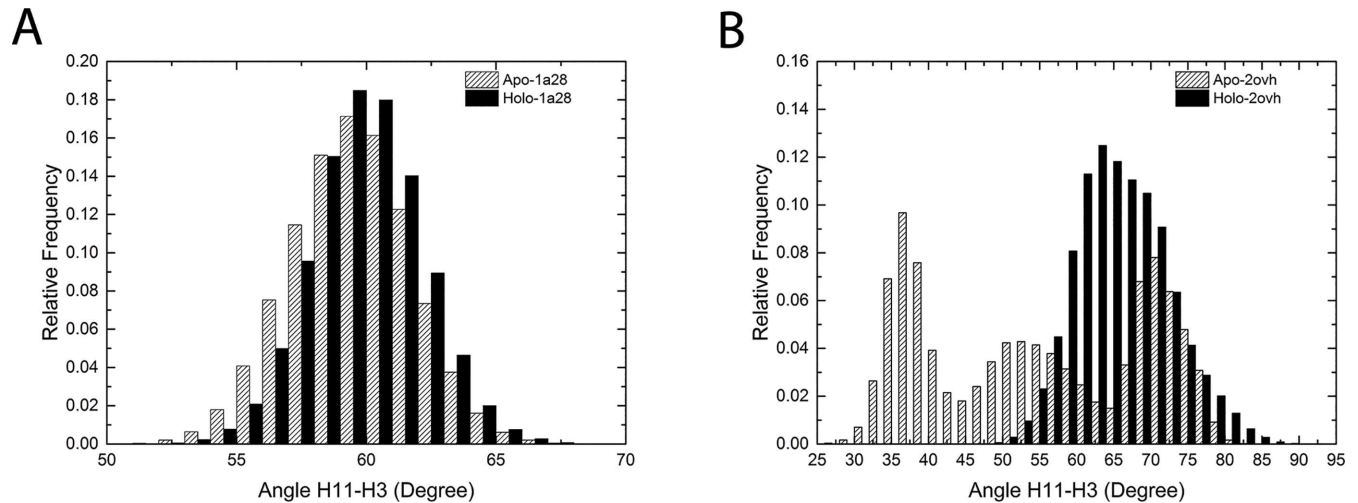 A
Apo-1a28
Holo-1a28
Relative Frequency
0.20
0.18
0.16
0.14
0.12
0.10
0.08
0.06
0.04
0.02
0.00
50 55 60 65 70
Angle H11-H3 (Degree)
B
Apo-2ovh
Holo-2ovh
Relative Frequency
0.16
0.14
0.12
0.10
0.08
0.06
0.04
0.02
0.00
25 30 35 40 45 50 55 60 65 70 75 80 85 90 95
Angle H11-H3 (Degree)